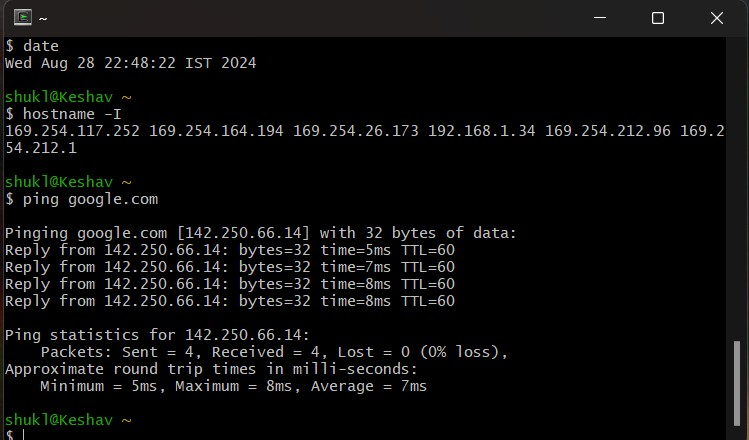 ~
$ date
Wed Aug 28 22:48:22 IST 2024
shukl@Keshav ~
$ hostname -I
169.254.117.252 169.254.164.194 169.254.26.173 192.168.1.34 169.254.212.96 169.2
54.212.1
shukl@Keshav ~
$ ping google.com
Pinging google.com [142.250.66.14] with 32 bytes of data:
Reply from 142.250.66.14: bytes=32 time=5ms TTL=60
Reply from 142.250.66.14: bytes=32 time=7ms TTL=60
Reply from 142.250.66.14: bytes=32 time=8ms TTL=60
Reply from 142.250.66.14: bytes=32 time=8ms TTL=60
Ping statistics for 142.250.66.14:
    Packets: Sent = 4, Received = 4, Lost = 0 (0% loss),
Approximate round trip times in milli-seconds:
    Minimum = 5ms, Maximum = 8ms, Average = 7ms
shukl@Keshav ~
$